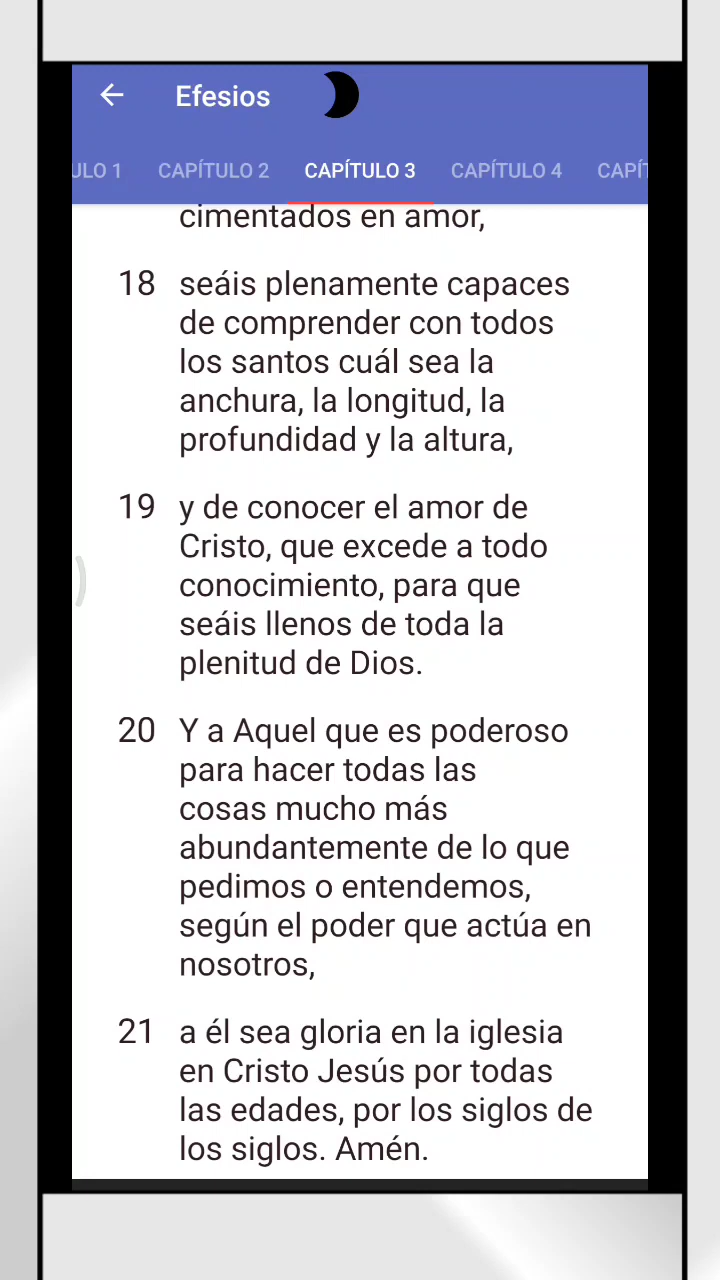 Efesios
ULO 1 CAPÍTULO 2 CAPÍTULO 3 CAPÍTULO 4 CAPÍT
cimentados en amor,
18 seáis plenamente capaces
de comprender con todos
los santos cuál sea la
anchura, la longitud, la
profundidad y la altura,
19 y de conocer el amor de
Cristo, que excede a todo
conocimiento, para que
seáis llenos de toda la
plenitud de Dios.
20 Y a Aquel que es poderoso
para hacer todas las
cosas mucho más
abundantemente de lo que
pedimos o entendemos,
según el poder que actúa en
nosotros,
21 a él sea gloria en la iglesia
en Cristo Jesús por todas
las edades, por los siglos de
los siglos. Amén.